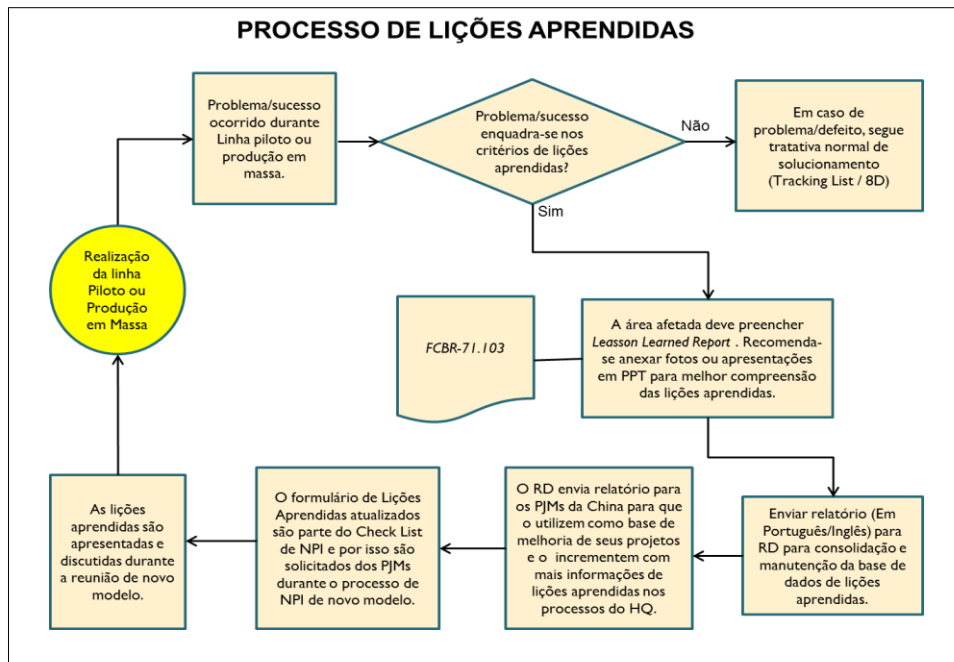 PROCESSO DE LIÇÕES APRENDIDAS
Problema/sucesso
ocorrido durante
Linha piloto ou
produção em
massa.
Problema/sucesso
enquadra-se nos
critérios de lições
aprendidas?
Não
Em caso de
problema/defeito, segue
tratativa normal de
solucionamento
(Tracking List / 8D)
Sim
Realização
da linha
Piloto ou
Produção
em Massa
FCBR-71.103
A área afetada deve preencher
Leasson Learned Report . Recomenda-
se anexar fotos ou apresentações
em PPT para melhor compreensão
das lições aprendidas.
As lições
aprendidas são
apresentadas e
discutidas durante
a reunião de novo
modelo.
O formulário de Lições
Aprendidas atualizados
são parte do Check List
de NPI e por isso são
solicitados dos PJMs
durante o processo de
NPI de novo modelo.
O RD envia relatório para
os PJMs da China para que
o utilizem como base de
melhoria de seus projetos
e o incrementem com
mais informações de
lições aprendidas nos
processos do HQ.
Enviar relatório (Em
Português/Inglês) para
RD para consolidação e
manutenção da base de
dados de lições
aprendidas.